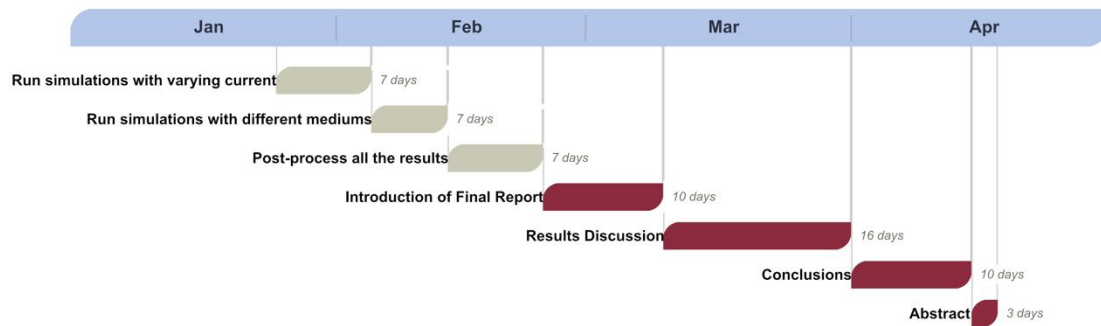 Jan Feb Mar Apr
Run simulations with varying current 7 days
Run simulations with different mediums 7 days
Post-process all the results 7 days
Introduction of Final Report 10 days
Results Discussion 16 days
Conclusions 10 days
Abstract 3 days